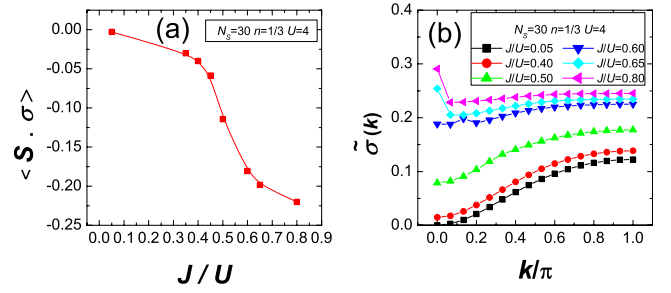 (a)
N_S=30 n=1/3 U=4
0.00
-0.05
-0.10
-0.15
-0.20
-0.25
< S . σ >
0.0 0.1 0.2 0.3 0.4 0.5 0.6 0.7 0.8 0.9
J / U
(b)
N_S=30 n=1/3 U=4
J/U=0.05 J/U=0.60
J/U=0.40 J/U=0.65
J/U=0.50 J/U=0.80
0.4
0.3
0.2
0.1
0.0
σ̃(k)
0.0 0.2 0.4 0.6 0.8 1.0
k/π